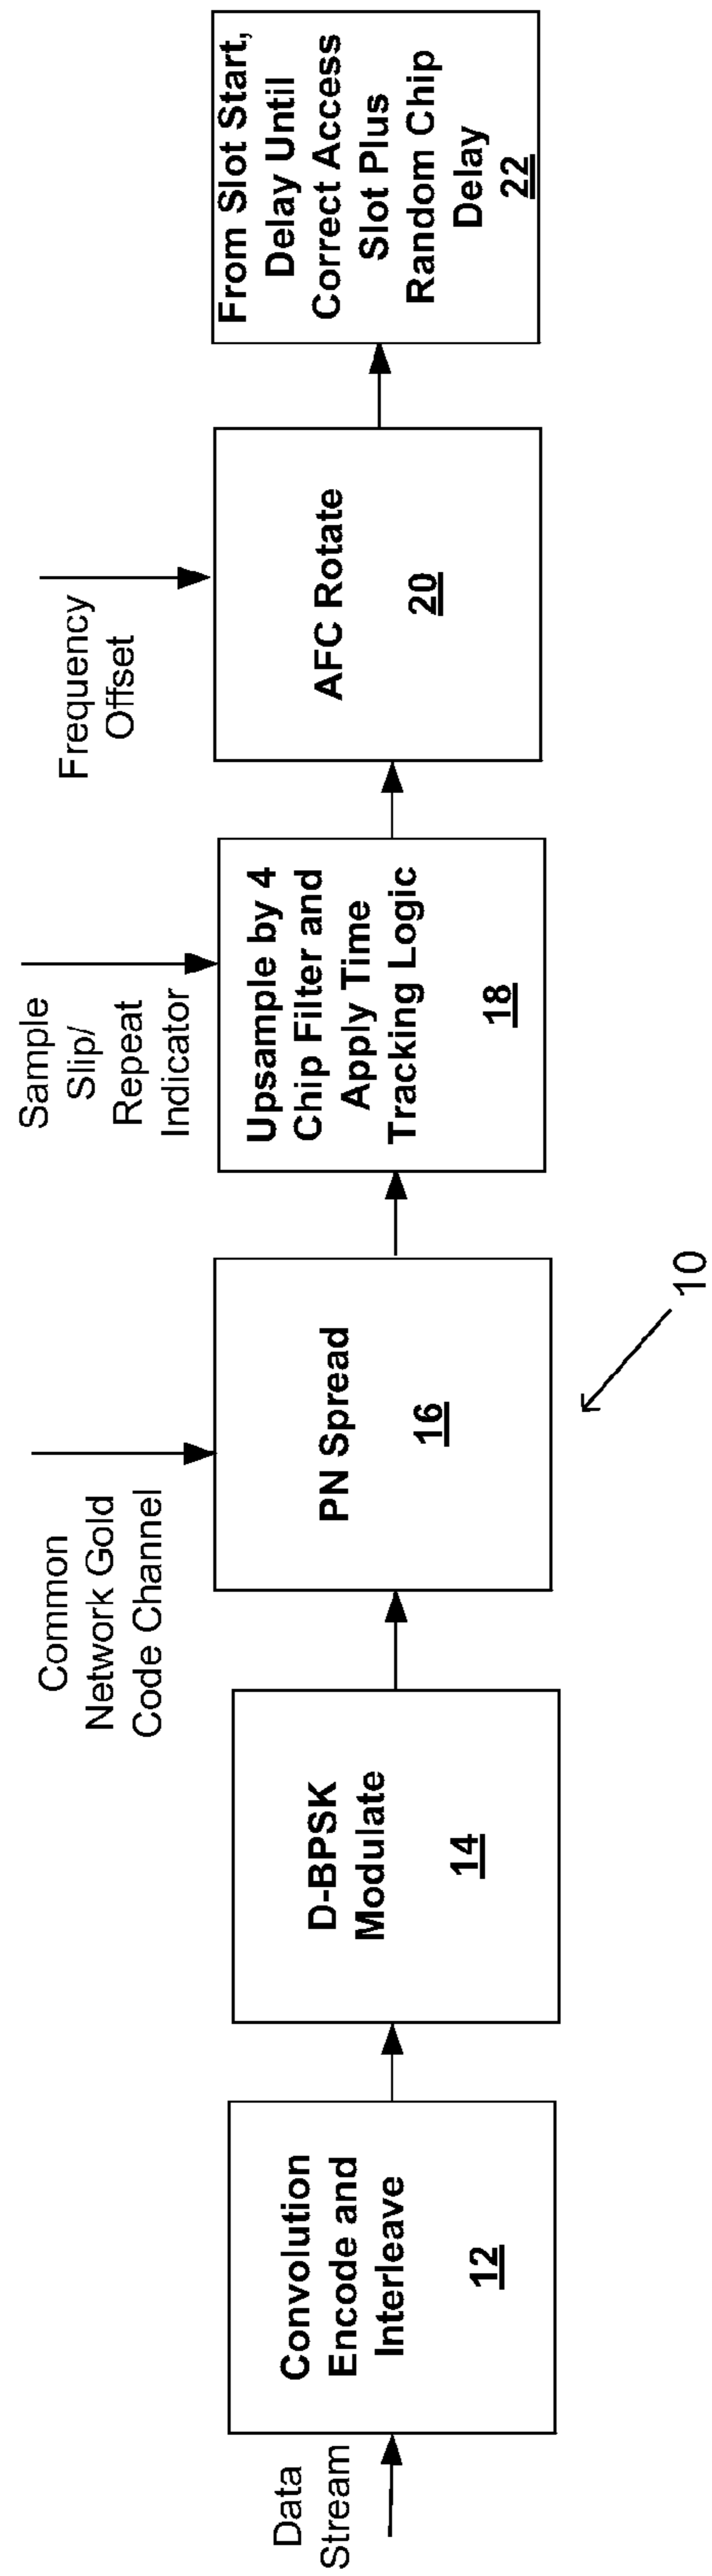 Data
Stream
Convolution
Encode and
Interleave
12
D-BPSK
Modulate
14
Common
Network Gold
Code Channel
PN Spread
16
Sample
Slip/
Repeat
Indicator
Upsample by 4
Chip Filter and
Apply Time
Tracking Logic
18
Frequency
Offset
AFC Rotate
20
From Slot Start,
Delay Until
Correct Access
Slot Plus
Random Chip
Delay
22
10